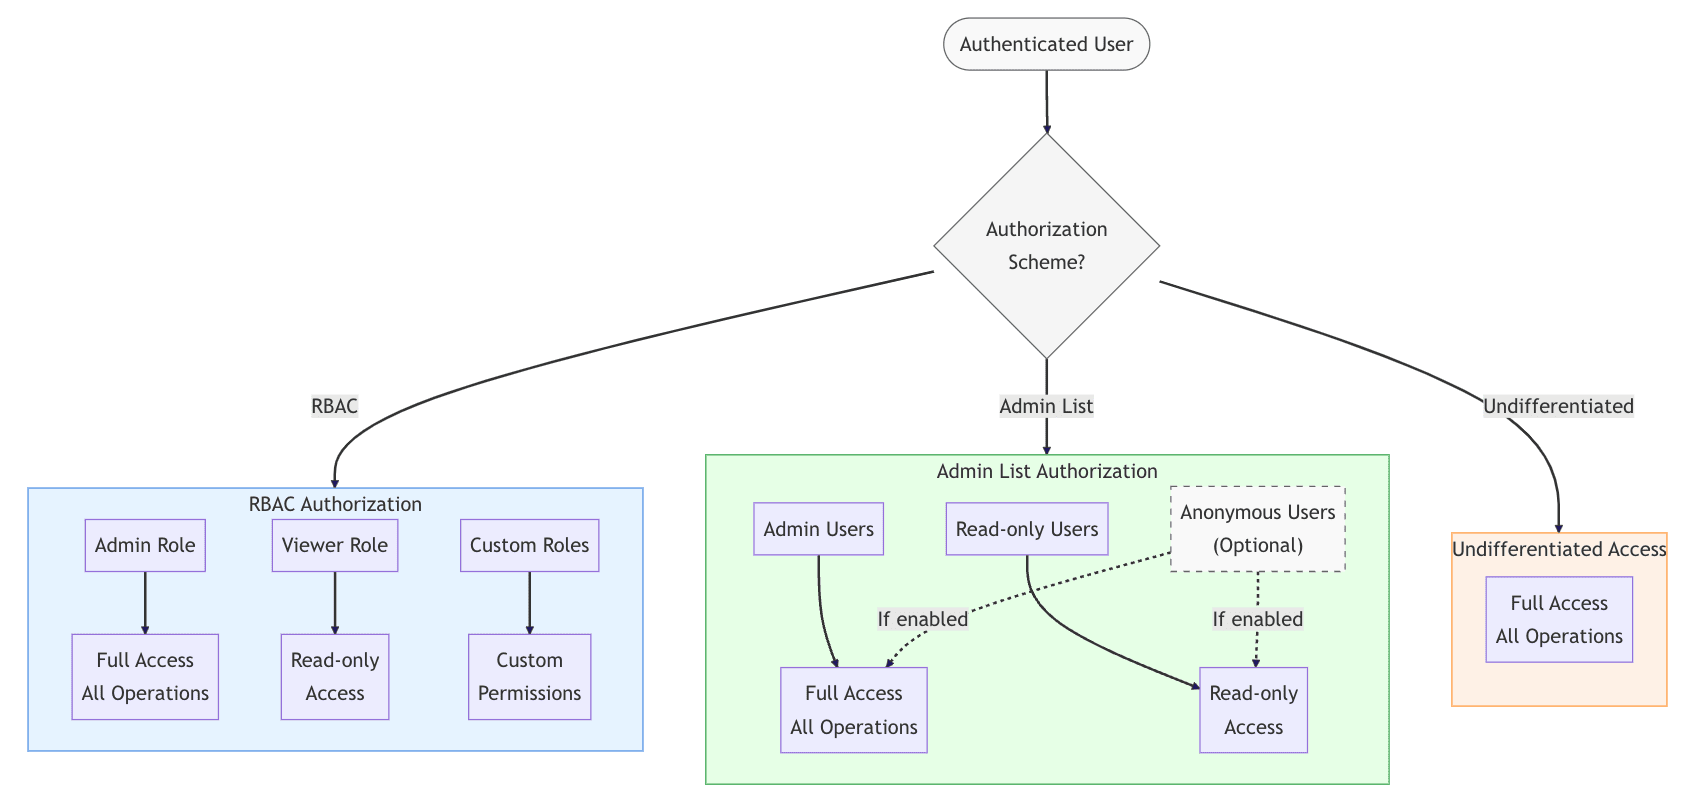 Authenticated User
Authorization
Scheme?
RBAC
Admin List
Undifferentiated
RBAC Authorization
Admin Role
Viewer Role
Custom Roles
Full Access
All Operations
Read-only
Access
Custom
Permissions
Admin List Authorization
Admin Users
Read-only Users
Anonymous Users
(Optional)
If enabled
If enabled
Full Access
All Operations
Read-only
Access
Undifferentiated Access
Full Access
All Operations